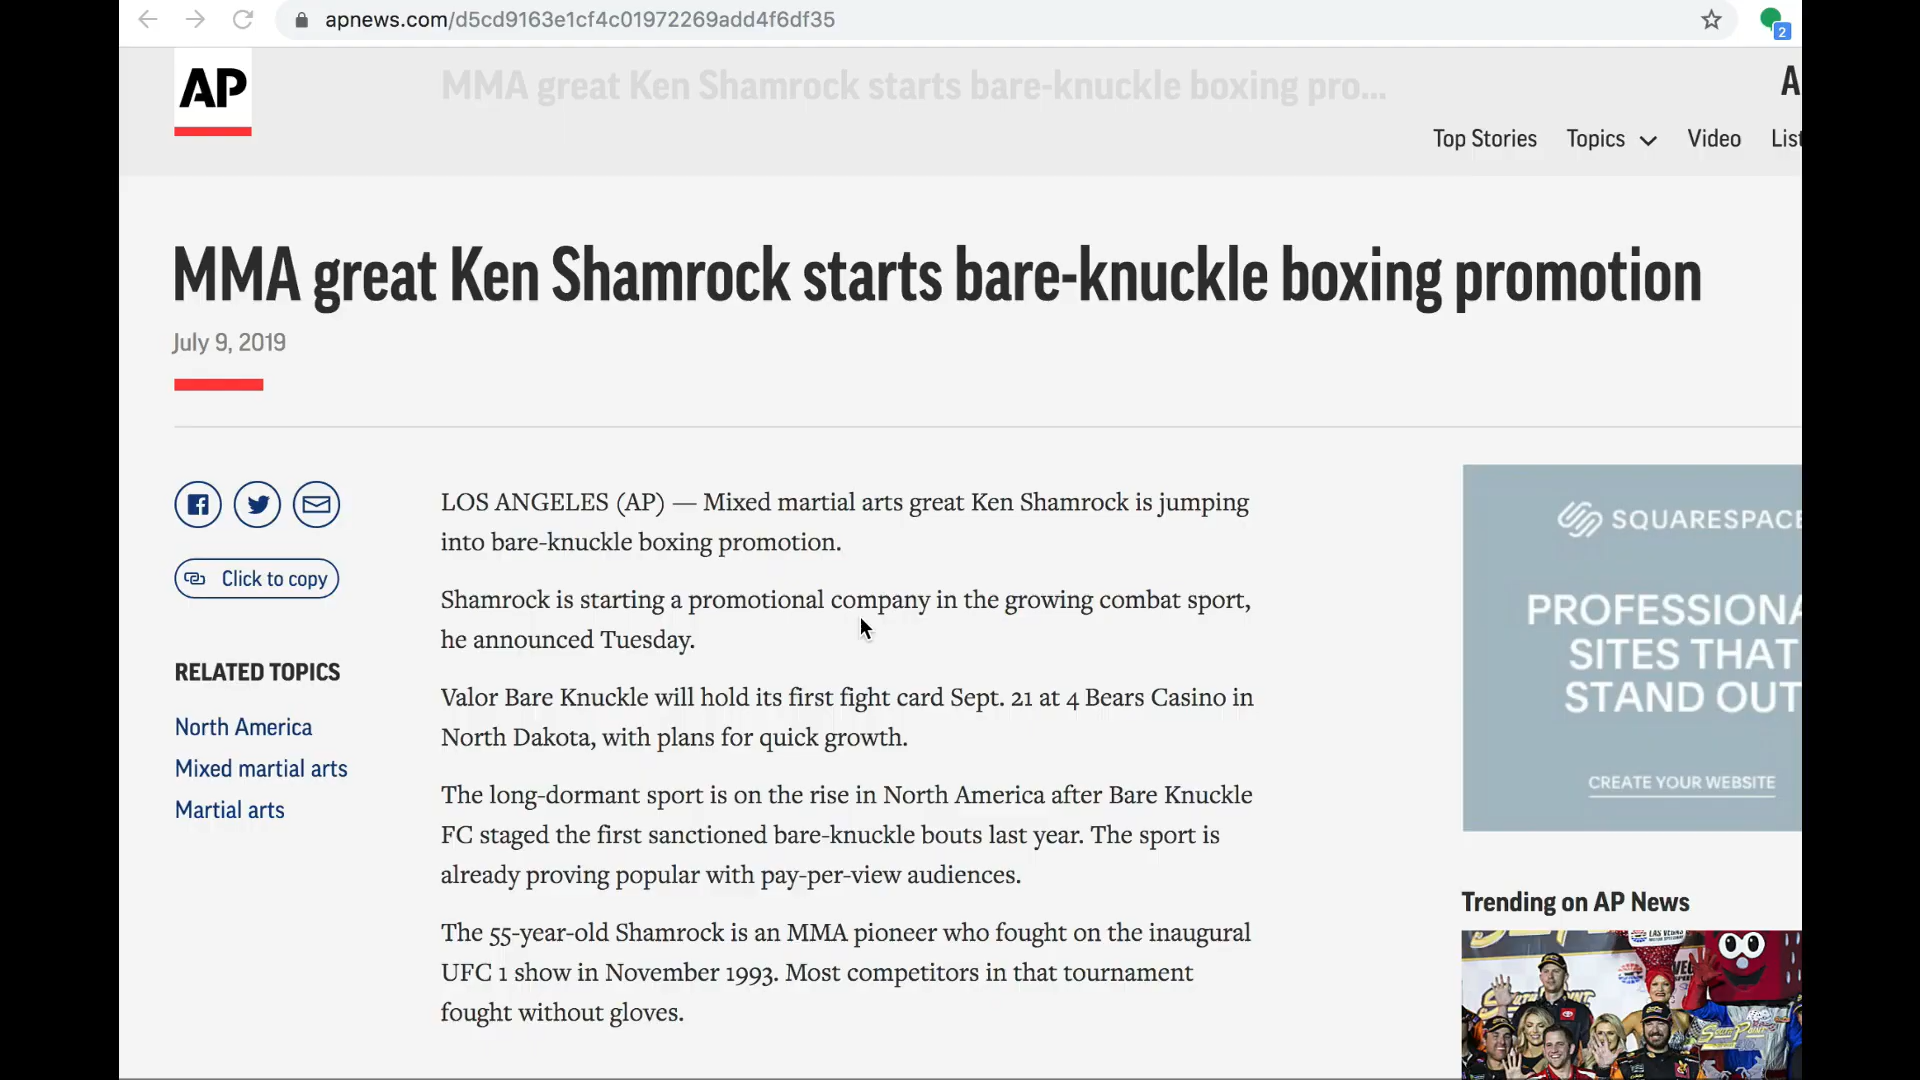 apnews.com/d5cd9163e1cf4c01972269add4f6df35
2
AP
MMA great Ken Shamrock starts bare-knuckle boxing pro...
A
Top Stories Topics Video List
MMA great Ken Shamrock starts bare-knuckle boxing promotion
July 9, 2019
Click to copy
RELATED TOPICS
North America
Mixed martial arts
Martial arts
LOS ANGELES (AP) — Mixed martial arts great Ken Shamrock is jumping
into bare-knuckle boxing promotion.
Shamrock is starting a promotional company in the growing combat sport,
he announced Tuesday.
Valor Bare Knuckle will hold its first fight card Sept. 21 at 4 Bears Casino in
North Dakota, with plans for quick growth.
The long-dormant sport is on the rise in North America after Bare Knuckle
FC staged the first sanctioned bare-knuckle bouts last year. The sport is
already proving popular with pay-per-view audiences.
The 55-year-old Shamrock is an MMA pioneer who fought on the inaugural
UFC 1 show in November 1993. Most competitors in that tournament
fought without gloves.
SQUARESPACE
PROFESSIONA
SITES THAT
STAND OUT
CREATE YOUR WEBSITE
Trending on AP News
LAS VEGAS